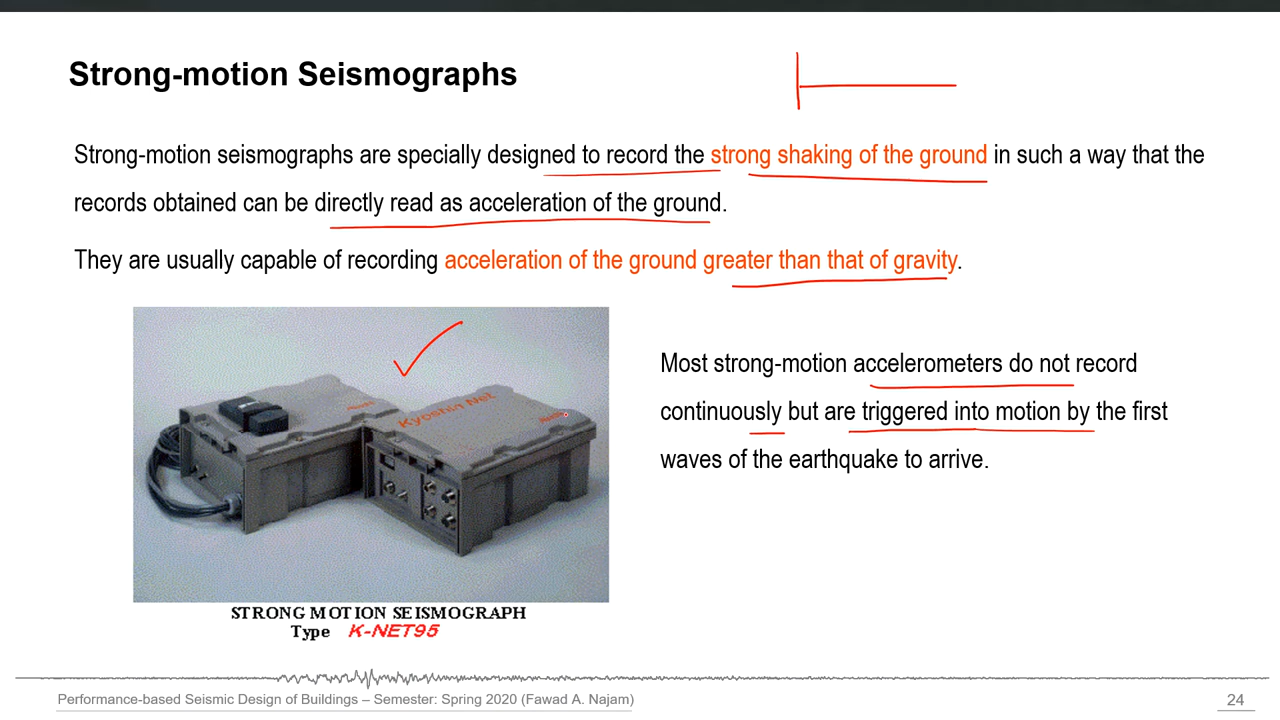 Strong-motion Seismographs
Strong-motion seismographs are specially designed to record the strong shaking of the ground in such a way that the
records obtained can be directly read as acceleration of the ground.
They are usually capable of recording acceleration of the ground greater than that of gravity.
Kyoshin Net
Most strong-motion accelerometers do not record
continuously but are triggered into motion by the first
waves of the earthquake to arrive.
STRONG MOTION SEISMOGRAPH
Type K-NET95
Performance-based Seismic Design of Buildings – Semester: Spring 2020 (Fawad A. Najam)
24